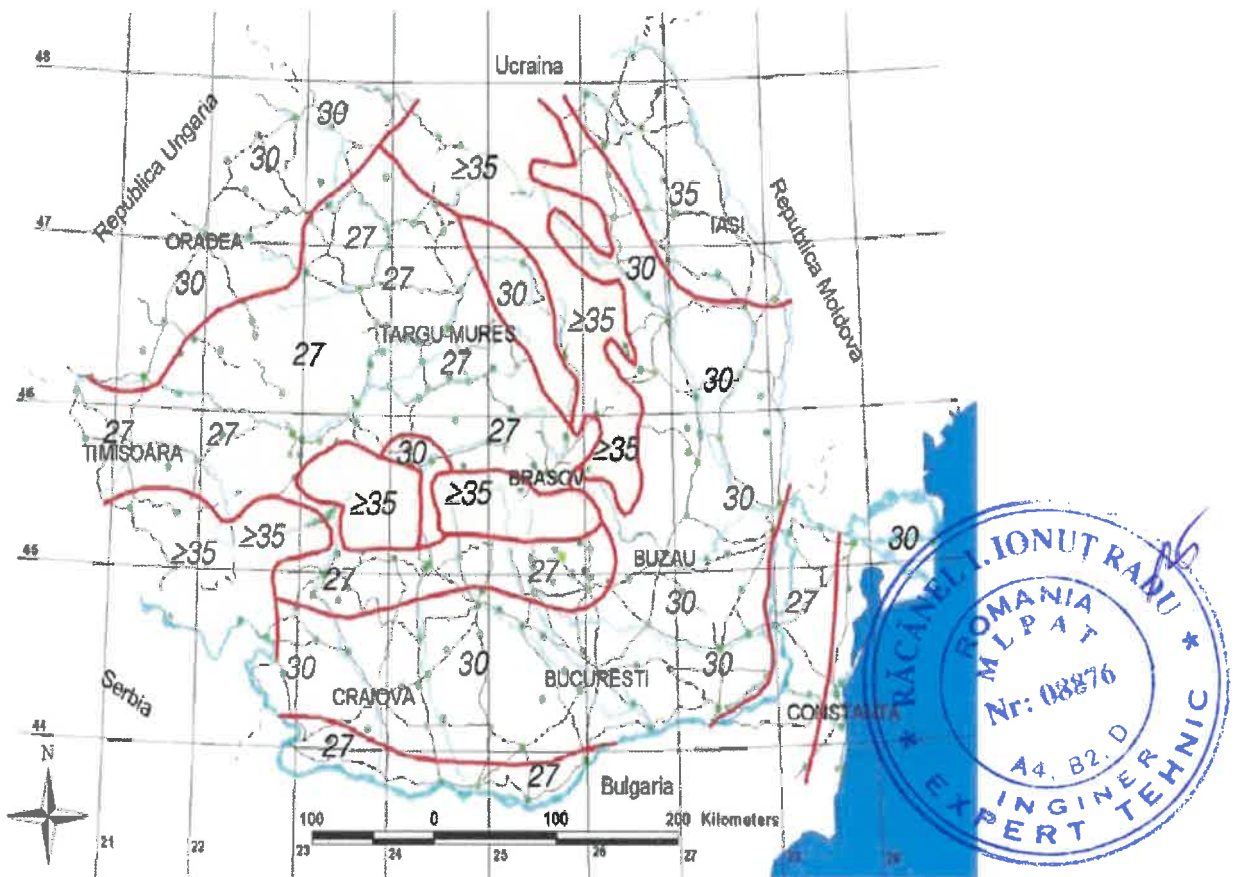 48
Ucraina
Republica Ungaria
30
30
≥35
Republica Moldova
47
ORADEA
27
35
IASI
30
27
30
30
≥35
TARGU-MURES
27
27
30
46
27
27
27
TIMISOARA
30
≥35
BRASOV
≥35
≥35
30
≥35
≥35
45
30
BUZAU
27
27
30
27
30
30
30
BUCURESTI
Serbia
CRAIOVA
CONSTANTA
44
27
27
Bulgaria
N
100 0 100 200 Kilometers
21 22 23 24 25 26 27
RĂCĂNEL I. IONUT RADU
ROMANIA
MLPAT
Nr: 08876
A4, B2, D
INGINER
EXPERT TEHNIC